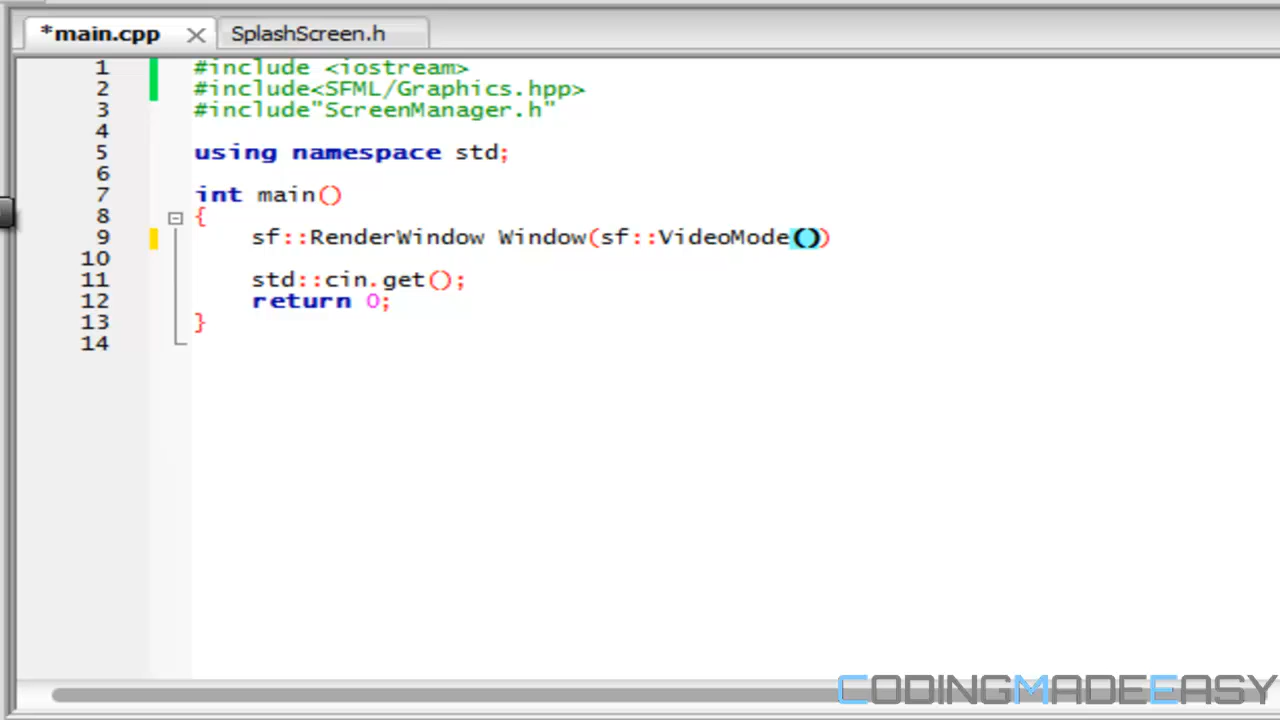 *main.cpp SplashScreen.h
1 #include <iostream>
2 #include<SFML/Graphics.hpp>
3 #include"ScreenManager.h"
4
5 using namespace std;
6
7 int main()
8 {
9 sf::RenderWindow Window(sf::VideoMode())
10
11 std::cin.get();
12 return 0;
13 }
14
CODINGMADEEASY